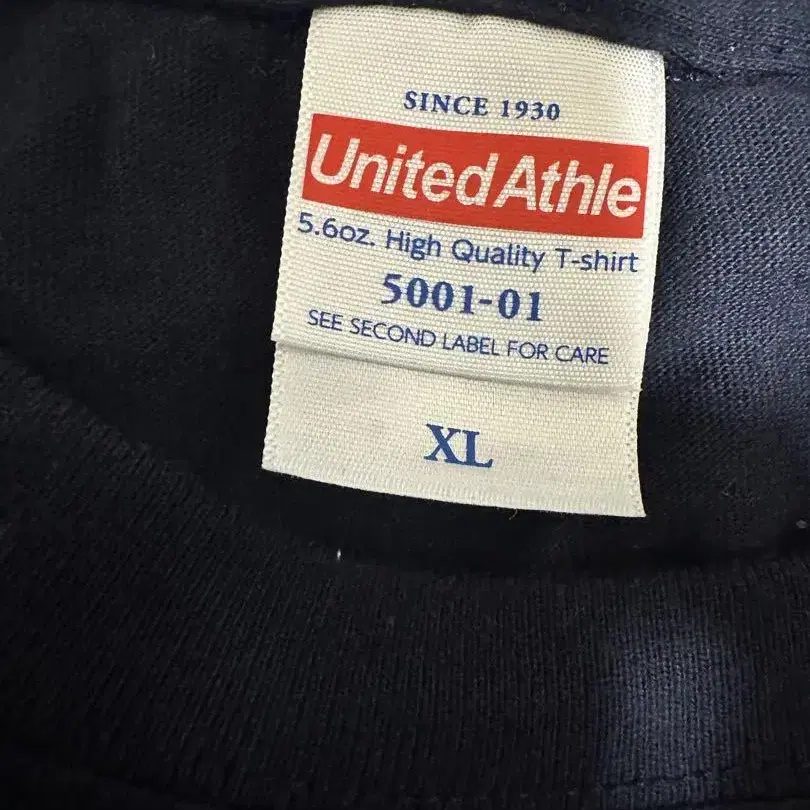 SINCE 1930
United Athle
5.6oz. High Quality T-shirt
5001-01
SEE SECOND LABEL FOR CARE
XL